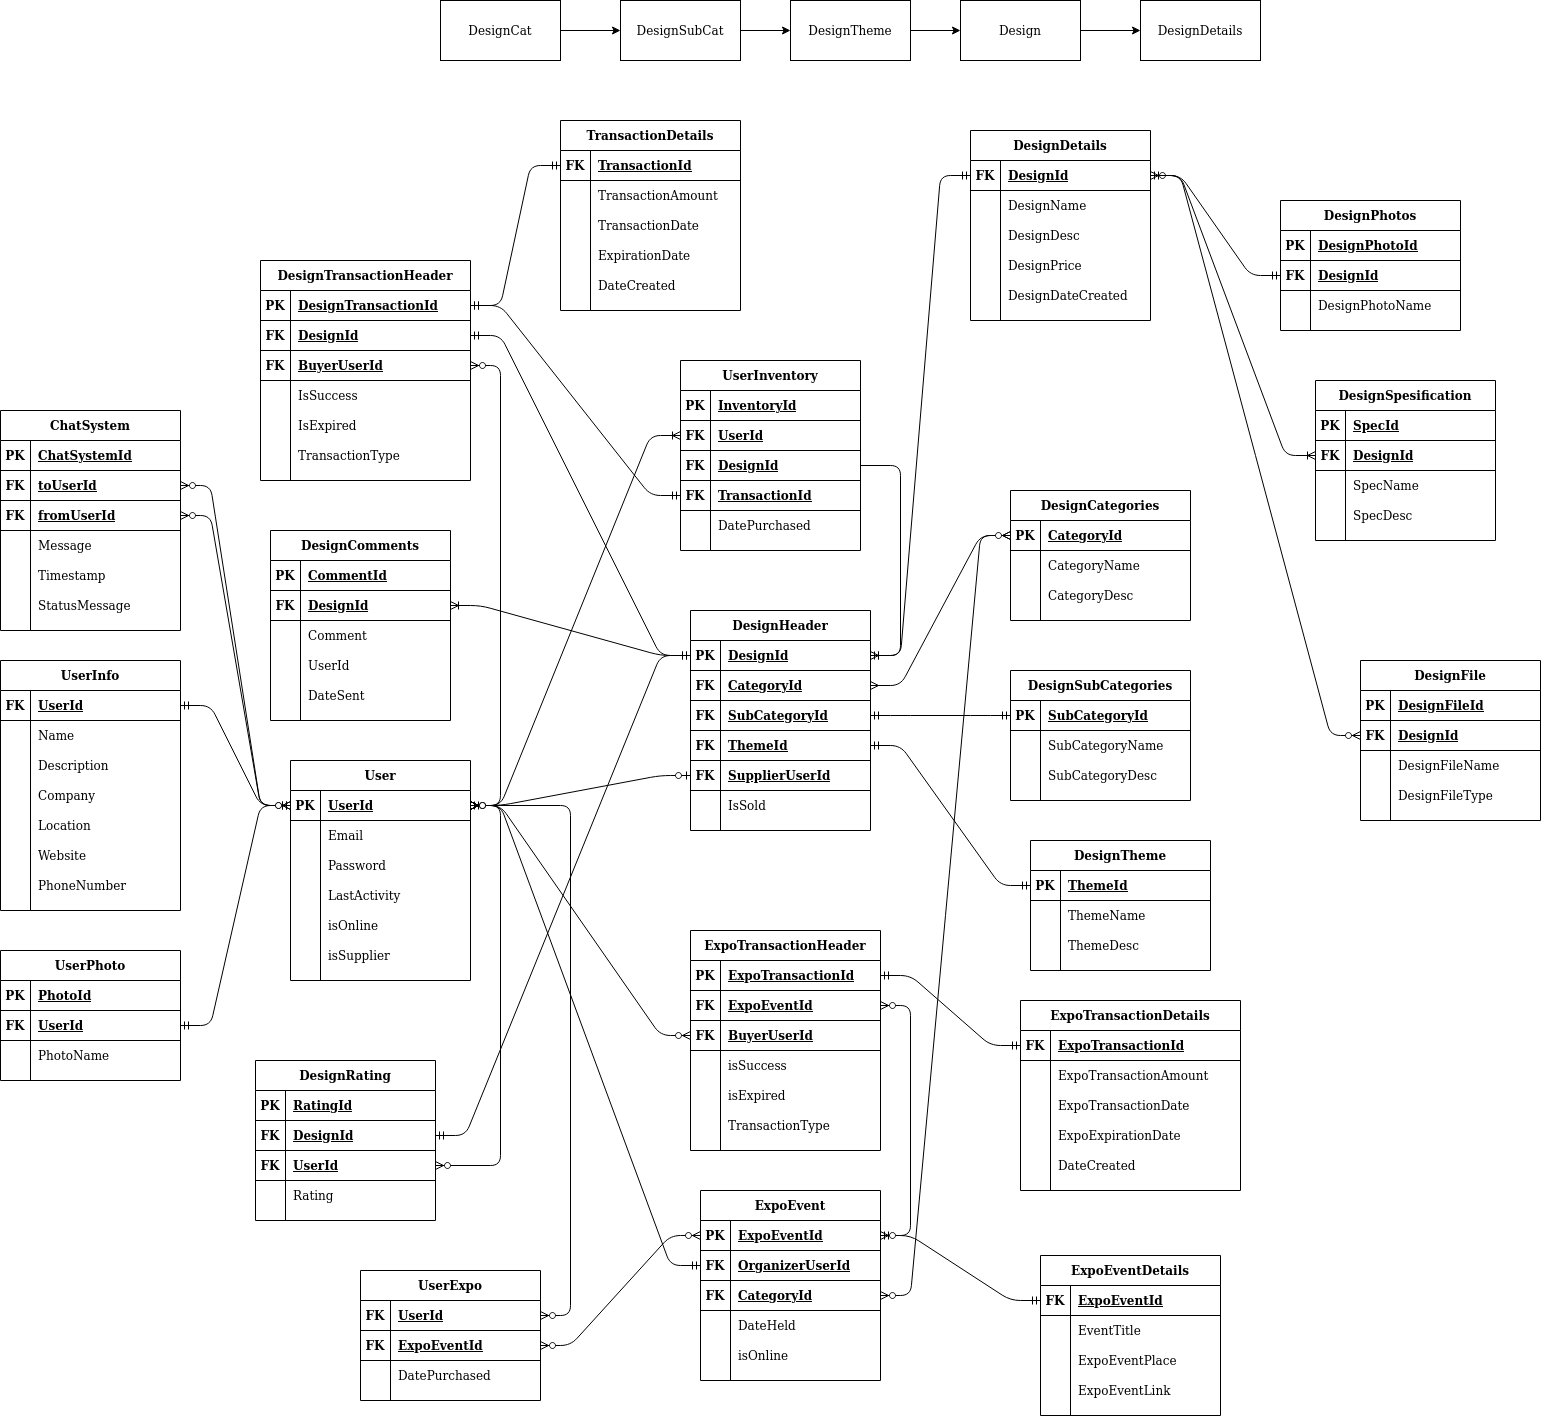 DesignCat
DesignSubCat
DesignTheme
Design
DesignDetails
TransactionDetails
FK TransactionId
TransactionAmount
TransactionDate
ExpirationDate
DateCreated
DesignDetails
FK DesignId
DesignName
DesignDesc
DesignPrice
DesignDateCreated
DesignPhotos
PK DesignPhotoId
FK DesignId
DesignPhotoName
DesignTransactionHeader
PK DesignTransactionId
FK DesignId
FK BuyerUserId
IsSuccess
IsExpired
TransactionType
UserInventory
PK InventoryId
FK UserId
FK DesignId
FK TransactionId
DatePurchased
DesignSpesification
PK SpecId
FK DesignId
SpecName
SpecDesc
ChatSystem
PK ChatSystemId
FK toUserId
FK fromUserId
Message
Timestamp
StatusMessage
DesignComments
PK CommentId
FK DesignId
Comment
UserId
DateSent
DesignCategories
PK CategoryId
CategoryName
CategoryDesc
DesignHeader
PK DesignId
FK CategoryId
FK SubCategoryId
FK ThemeId
FK SupplierUserId
IsSold
DesignSubCategories
PK SubCategoryId
SubCategoryName
SubCategoryDesc
DesignFile
PK DesignFileId
FK DesignId
DesignFileName
DesignFileType
UserInfo
FK UserId
Name
Description
Company
Location
Website
PhoneNumber
User
PK UserId
Email
Password
LastActivity
isOnline
isSupplier
DesignTheme
PK ThemeId
ThemeName
ThemeDesc
UserPhoto
PK PhotoId
FK UserId
PhotoName
ExpoTransactionHeader
PK ExpoTransactionId
FK ExpoEventId
FK BuyerUserId
isSuccess
isExpired
TransactionType
ExpoTransactionDetails
FK ExpoTransactionId
ExpoTransactionAmount
ExpoTransactionDate
ExpoExpirationDate
DateCreated
DesignRating
PK RatingId
FK DesignId
FK UserId
Rating
ExpoEvent
PK ExpoEventId
FK OrganizerUserId
FK CategoryId
DateHeld
isOnline
UserExpo
FK UserId
FK ExpoEventId
DatePurchased
ExpoEventDetails
FK ExpoEventId
EventTitle
ExpoEventPlace
ExpoEventLink